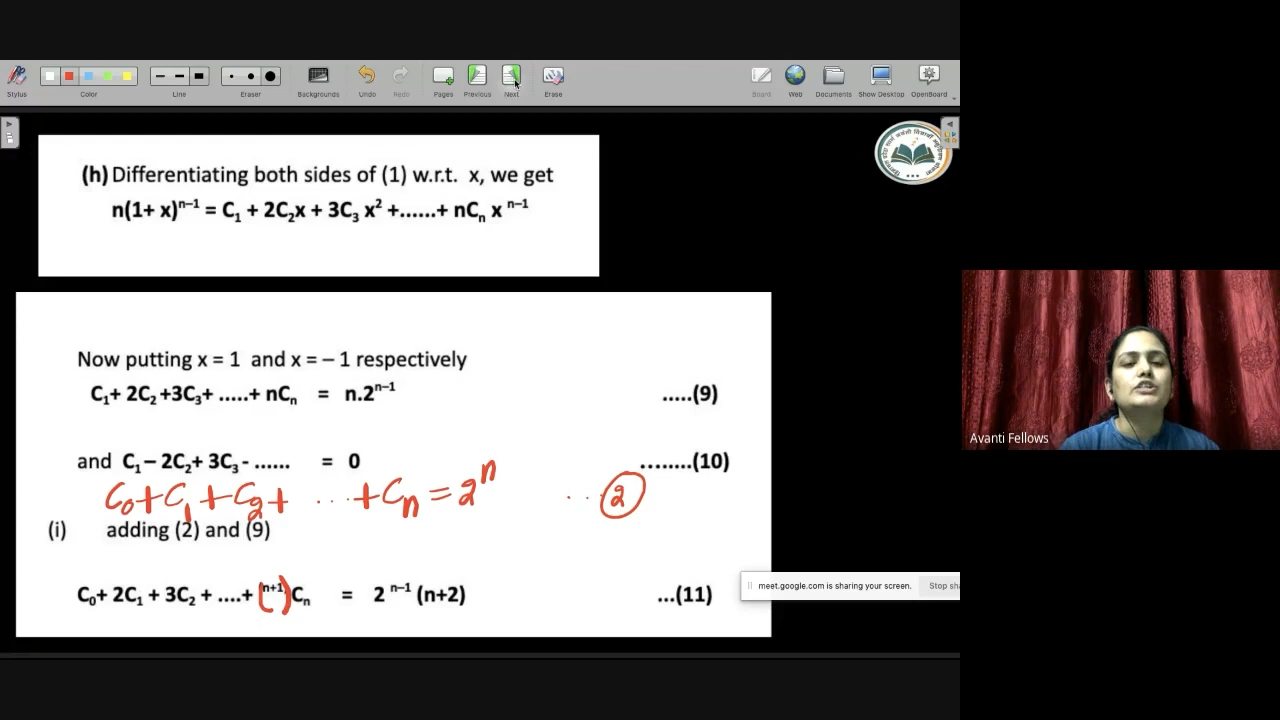 Stylus Color Line Eraser Backgrounds Undo Redo Pages Previous Next Erase Board Web Documents Show Desktop OpenBoard
(h) Differentiating both sides of (1) w.r.t. x, we get
n(1+ x)ⁿ⁻¹ = C₁ + 2C₂x + 3C₃ x² +......+ nCₙ x ⁿ⁻¹
Now putting x = 1 and x = – 1 respectively
C₁+ 2C₂ +3C₃+ .....+ nCₙ = n.2ⁿ⁻¹ .....(9)
and C₁ – 2C₂+ 3C₃ - ...... = 0 ........(10)
C₀ + C₁ + C₂ + ... + Cₙ = 2ⁿ ... 2
(i) adding (2) and (9)
C₀+ 2C₁ + 3C₂ + ....+ (ⁿ⁺¹)Cₙ = 2 ⁿ⁻¹ (n+2) ...(11)
meet.google.com is sharing your screen. Stop sha
Avanti Fellows